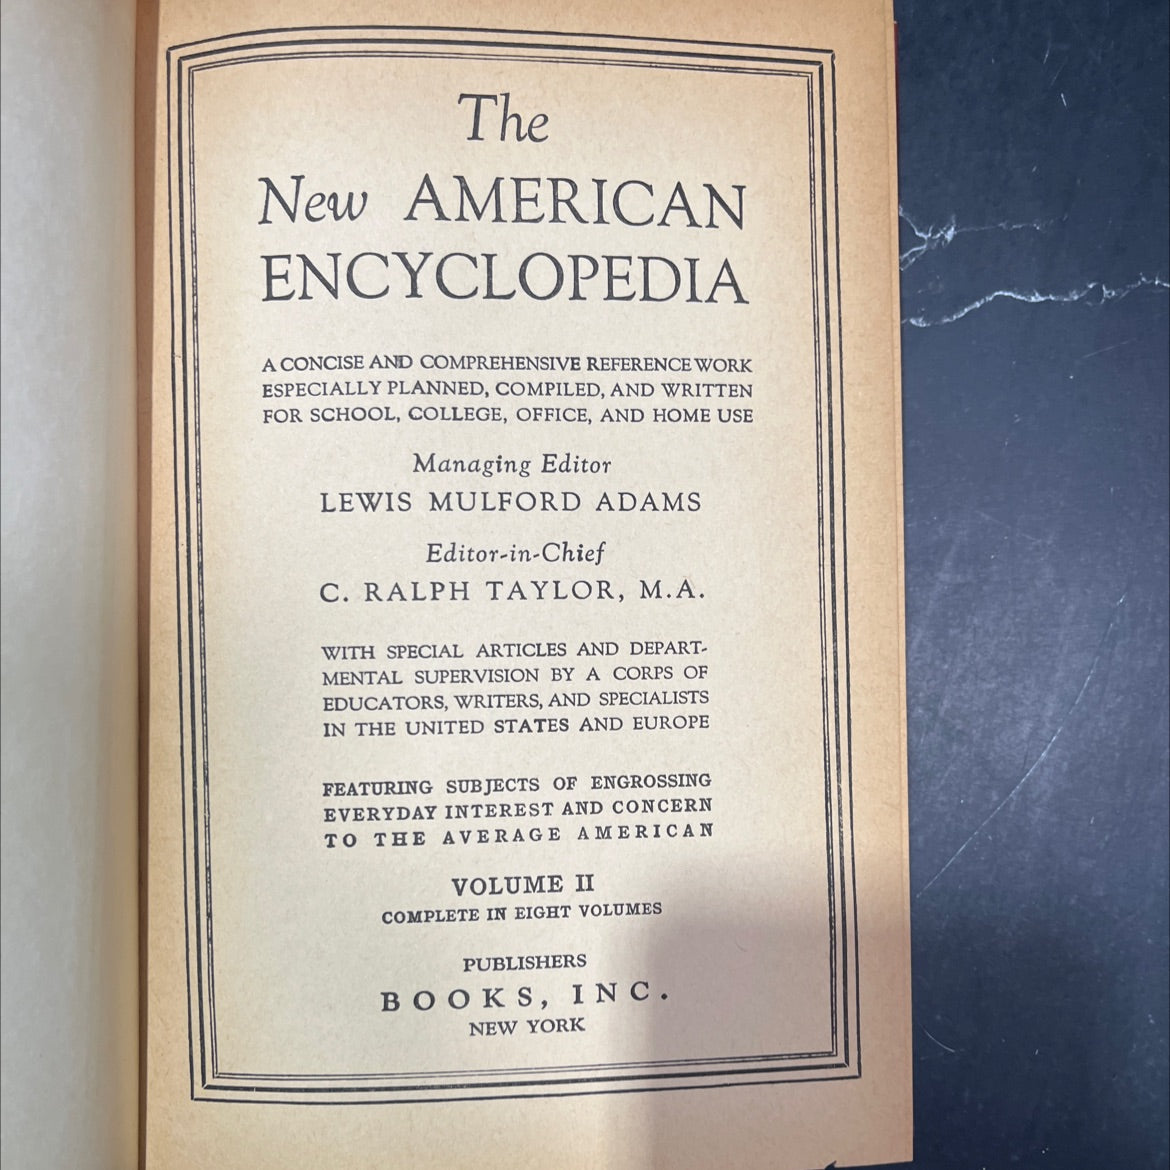 The
New AMERICAN
ENCYCLOPEDIA
A CONCISE AND COMPREHENSIVE REFERENCE WORK
ESPECIALLY PLANNED, COMPILED, AND WRITTEN
FOR SCHOOL, COLLEGE, OFFICE, AND HOME USE
Managing Editor
LEWIS MULFORD ADAMS
Editor-in-Chief
C. RALPH TAYLOR, M.A.
WITH SPECIAL ARTICLES AND DEPART-
MENTAL SUPERVISION BY A CORPS OF
EDUCATORS, WRITERS, AND SPECIALISTS
IN THE UNITED STATES AND EUROPE
FEATURING SUBJECTS OF ENGROSSING
EVERYDAY INTEREST AND CONCERN
TO THE AVERAGE AMERICAN
VOLUME II
COMPLETE IN EIGHT VOLUMES
PUBLISHERS
BOOKS, INC.
NEW YORK